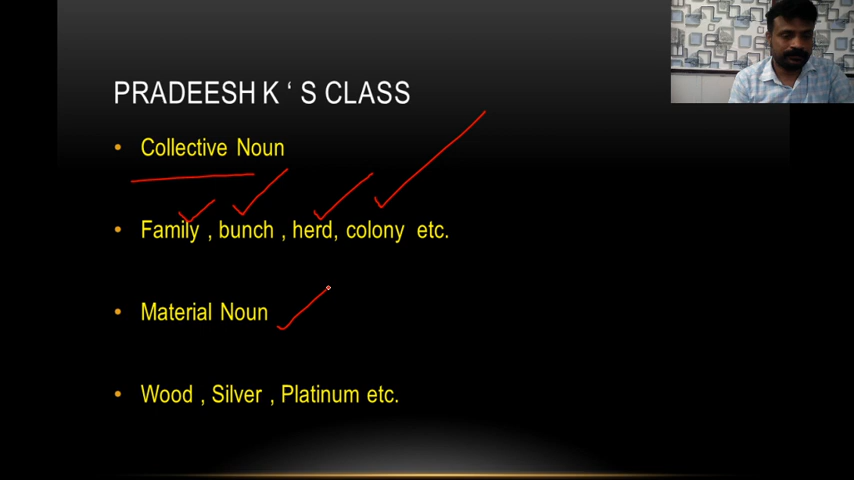 PRADEESH K ‘ S CLASS
• Collective Noun
• Family , bunch , herd, colony etc.
• Material Noun
• Wood , Silver , Platinum etc.